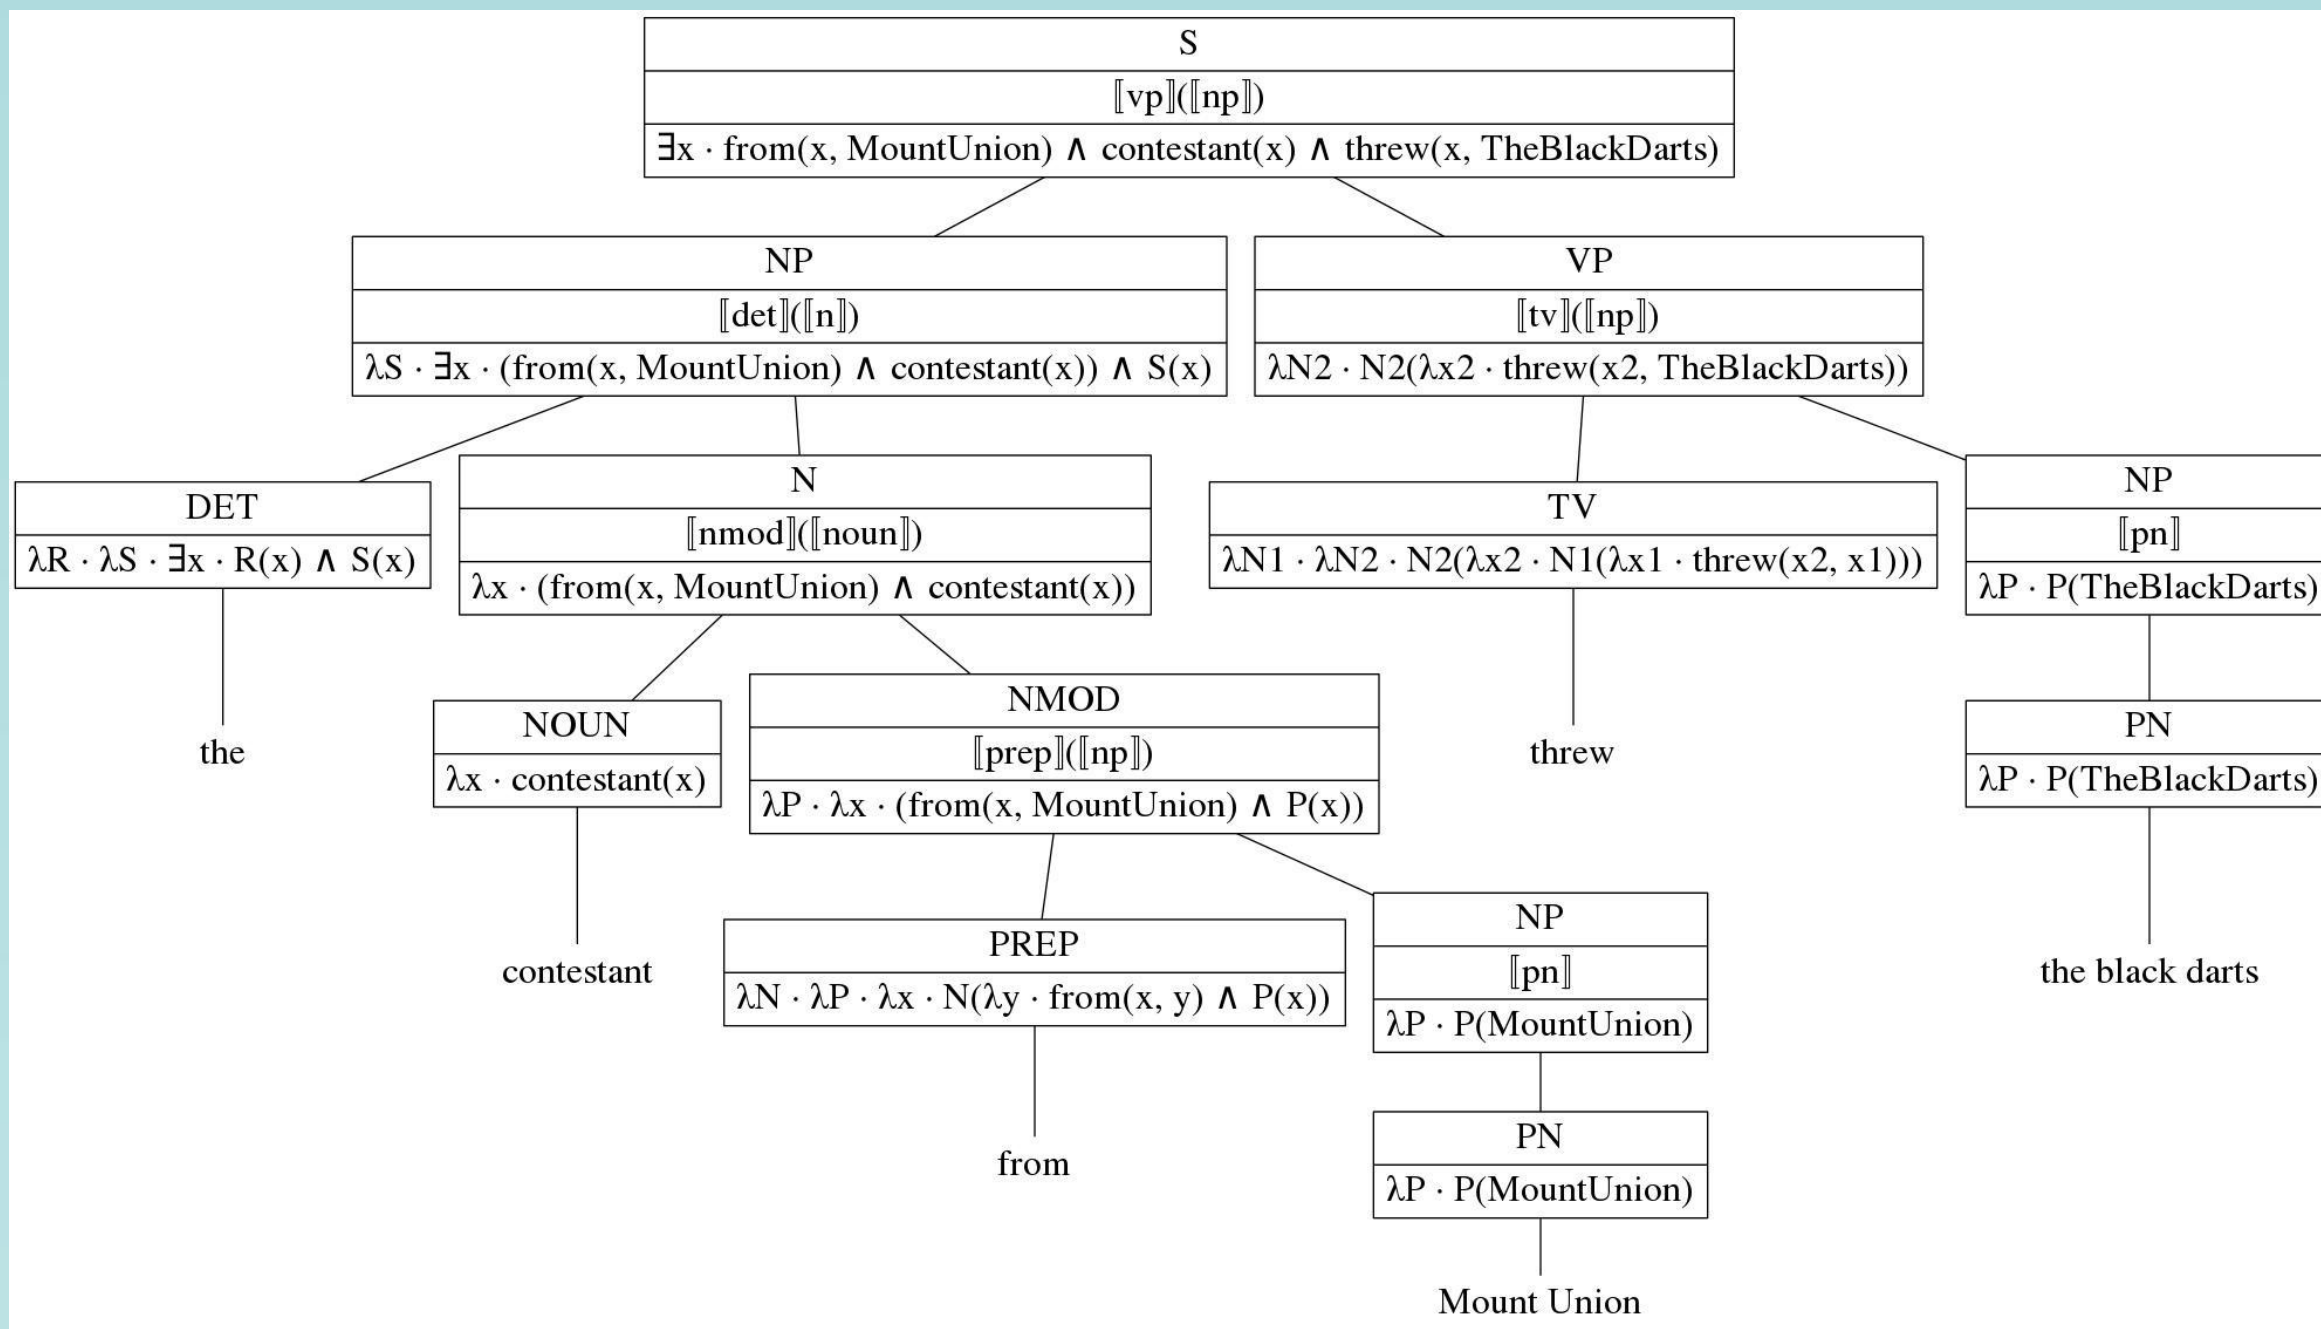 S
⟦vp⟧(⟦np⟧)
∃x · from(x, MountUnion) ∧ contestant(x) ∧ threw(x, TheBlackDarts)
NP
⟦det⟧(⟦n⟧)
λS · ∃x · (from(x, MountUnion) ∧ contestant(x)) ∧ S(x)
VP
⟦tv⟧(⟦np⟧)
λN2 · N2(λx2 · threw(x2, TheBlackDarts))
DET
λR · λS · ∃x · R(x) ∧ S(x)
N
⟦nmod⟧(⟦noun⟧)
λx · (from(x, MountUnion) ∧ contestant(x))
TV
λN1 · λN2 · N2(λx2 · N1(λx1 · threw(x2, x1)))
NP
⟦pn⟧
λP · P(TheBlackDarts)
the
NOUN
λx · contestant(x)
NMOD
⟦prep⟧(⟦np⟧)
λP · λx · (from(x, MountUnion) ∧ P(x))
threw
PN
λP · P(TheBlackDarts)
contestant
PREP
λN · λP · λx · N(λy · from(x, y) ∧ P(x))
NP
⟦pn⟧
λP · P(MountUnion)
the black darts
from
PN
λP · P(MountUnion)
Mount Union